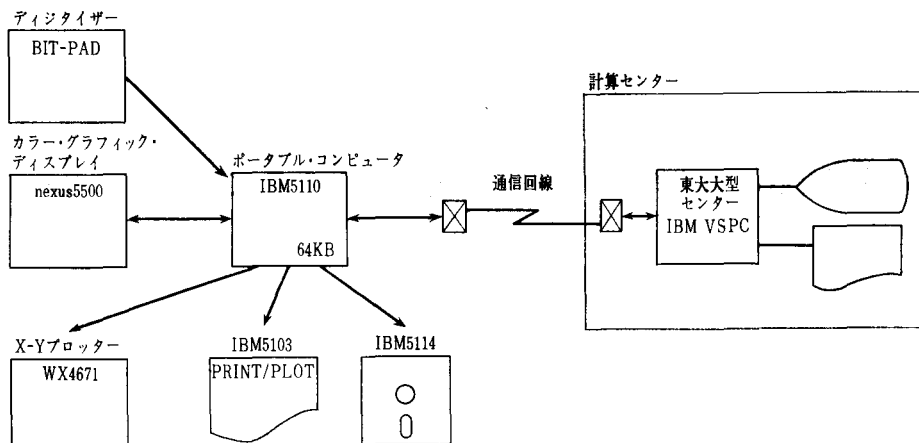 ディジタイザー
BIT-PAD
カラー・グラフィック・
ディスプレイ
nexus5500
ポータブル・コンピュータ
IBM5110
64KB
通信回線
計算センター
東大大型
センター
IBM VSPC
X-Yプロッター
WX4671
IBM5103
PRINT/PLOT
IBM5114